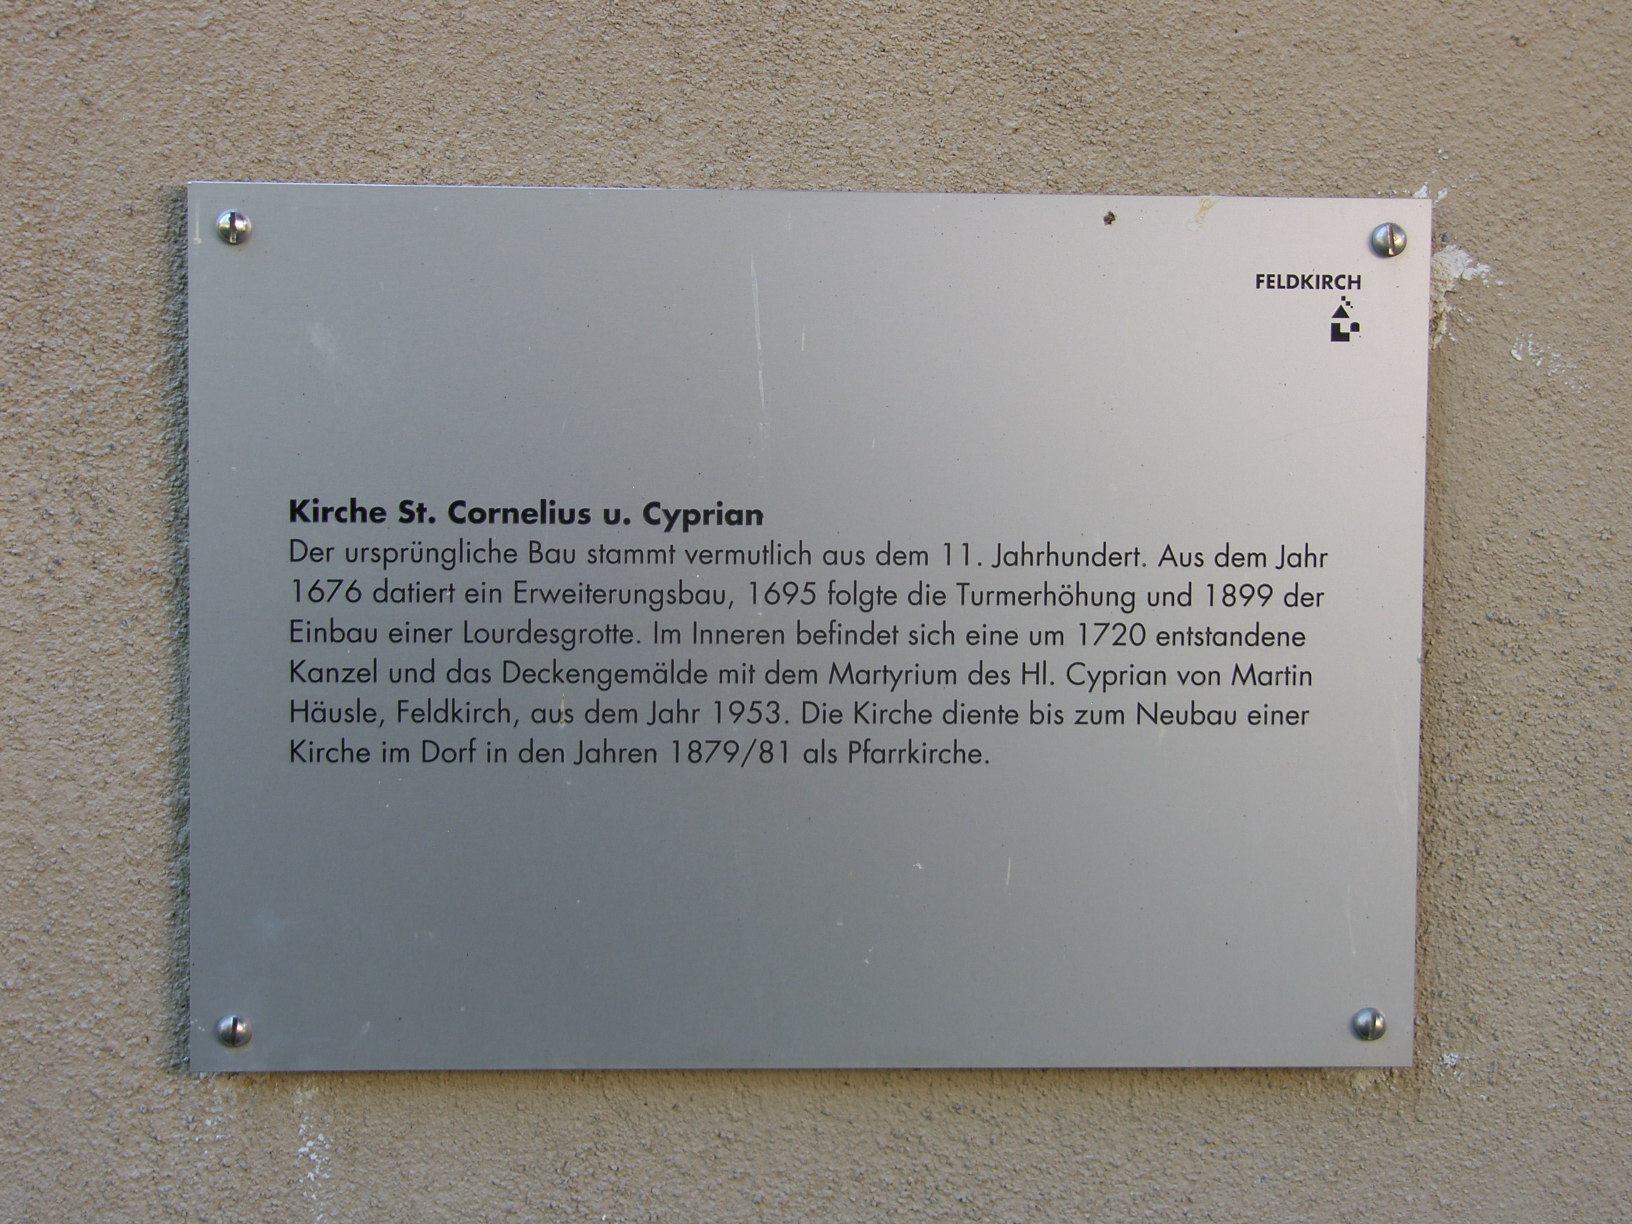 FELDKIRCH
Kirche St. Cornelius u. Cyprian
Der ursprüngliche Bau stammt vermutlich aus dem 11. Jahrhundert. Aus dem Jahr
1676 datiert ein Erweiterungsbau, 1695 folgte die Turmerhöhung und 1899 der
Einbau einer Lourdesgrotte. Im Inneren befindet sich eine um 1720 entstandene
Kanzel und das Deckengemälde mit dem Martyrium des Hl. Cyprian von Martin
Häusle, Feldkirch, aus dem Jahr 1953. Die Kirche diente bis zum Neubau einer
Kirche im Dorf in den Jahren 1879/81 als Pfarrkirche.